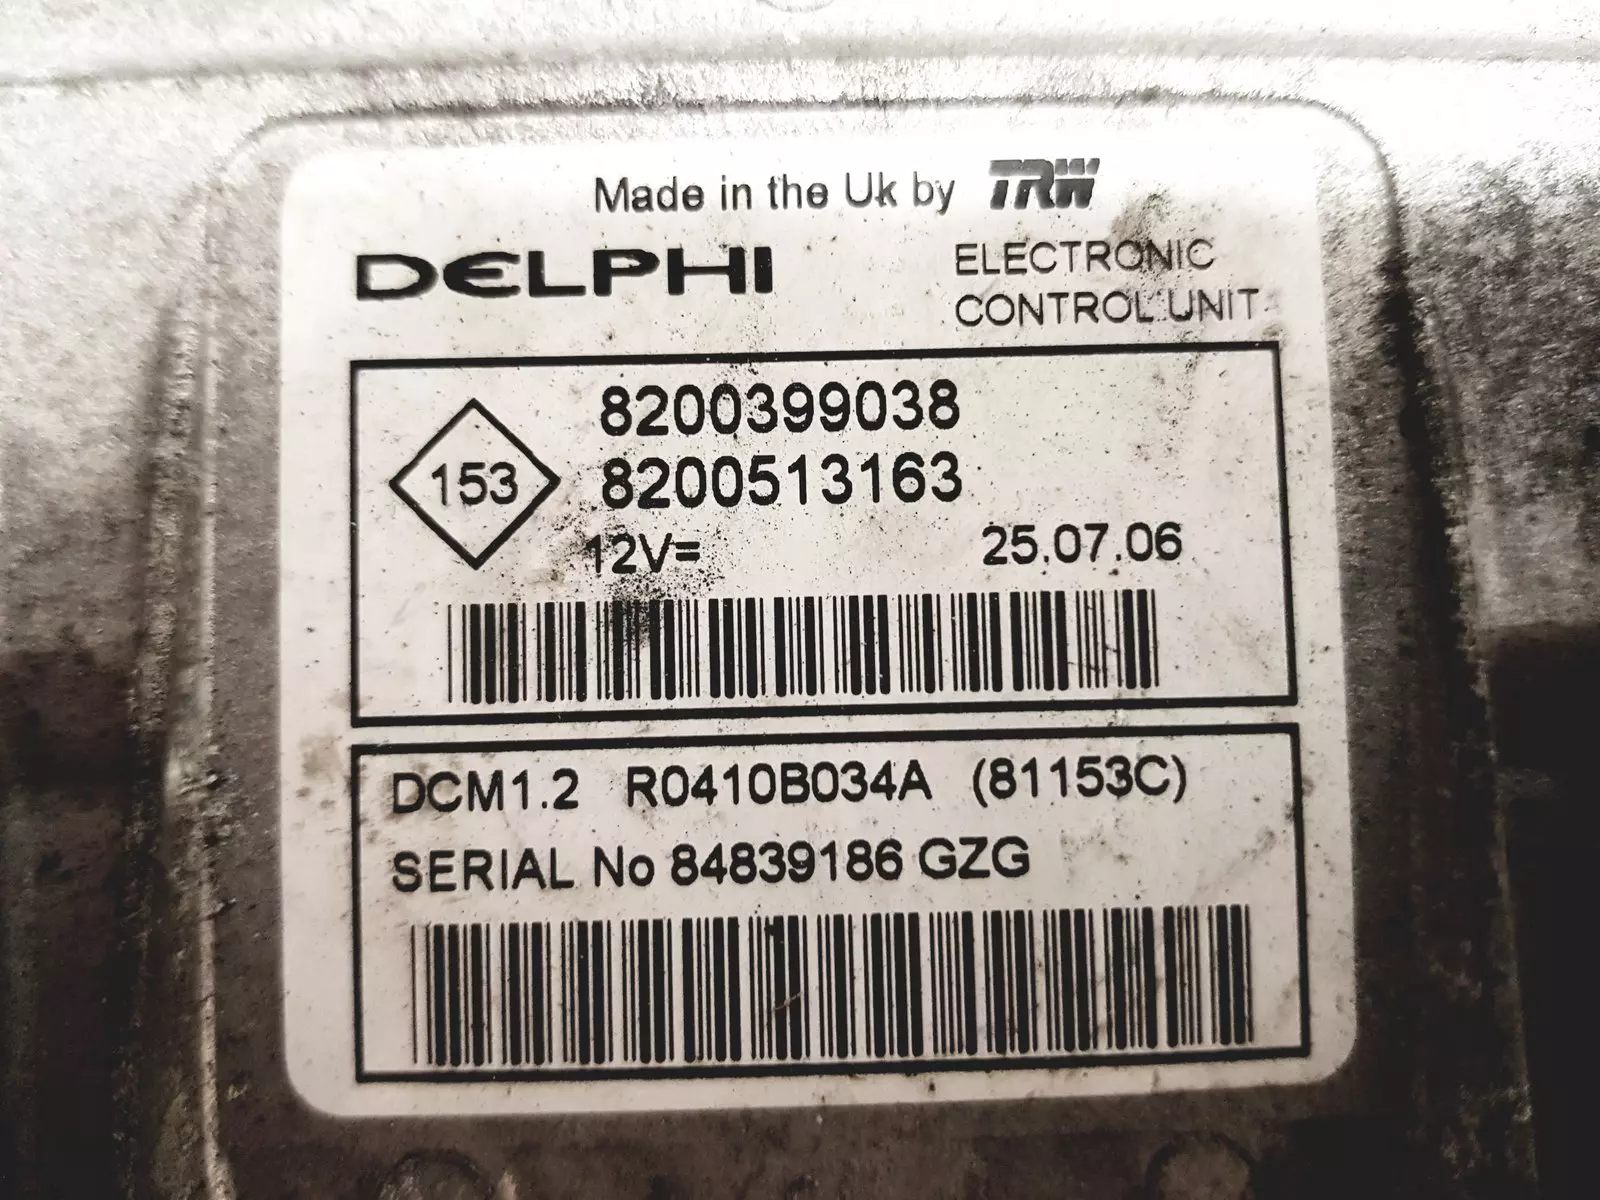 Made in the Uk by TRW
DELPHI
ELECTRONIC
CONTROL UNIT
8200399038
153
8200513163
12V= 25.07.06
DCM1.2 R0410B034A (81153C)
SERIAL No 84839186 GZG